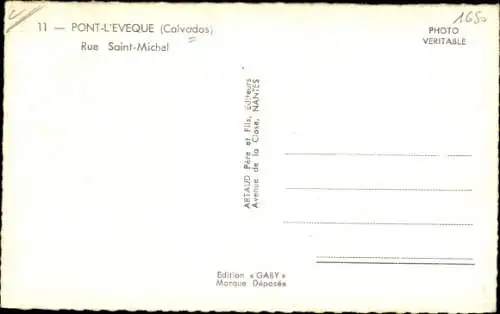 11 — PONT-L'EVEQUE (Calvados)
Rue Saint-Michel
1650
PHOTO
VERITABLE
ARTAUD Père et Fils, Éditeurs
Avenue de la Close, NANTES
Edition « GABY »
Marque Déposée